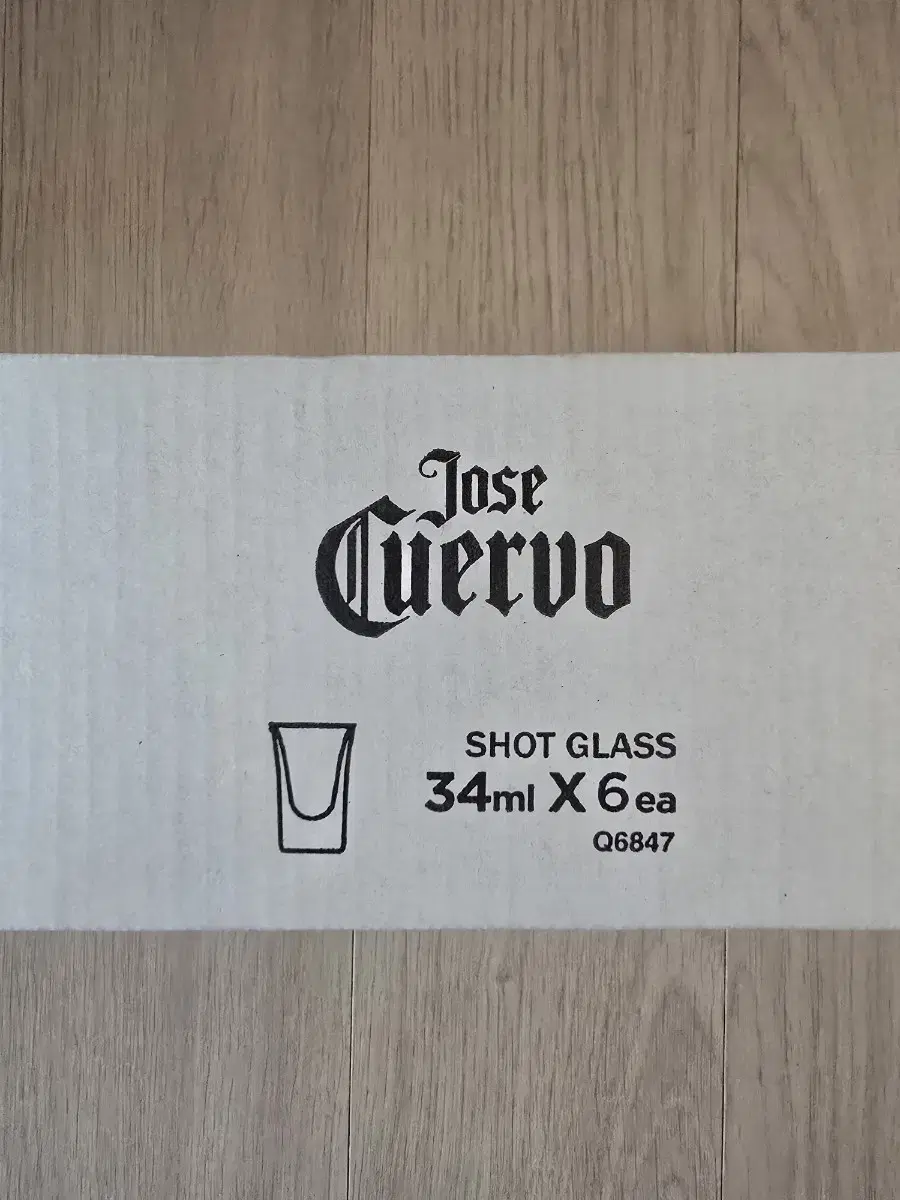 Jose
Cuervo
SHOT GLASS
34ml X 6ea
Q6847